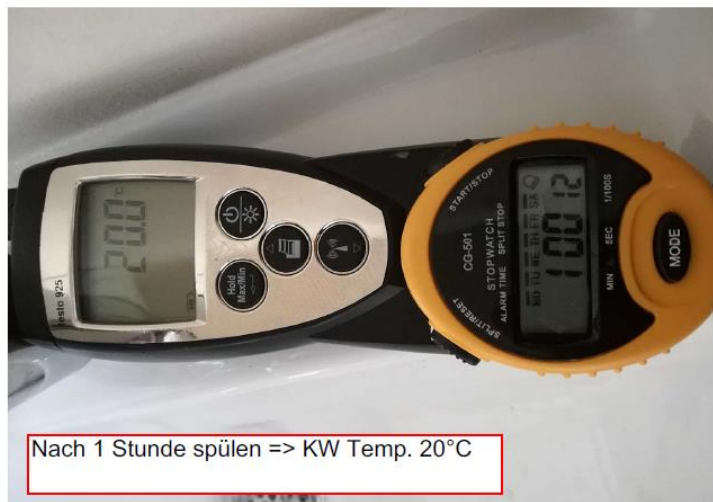 testo 925
20.0 °C
Hold
Max/Min
START/STOP
SPLIT/RESET
CG-501
STOPWATCH
ALARM TIME SPLIT STOP
MO TU WE TH FR SA
1:00 12
MIN SEC 1/100S
MODE
Nach 1 Stunde spülen => KW Temp. 20°C